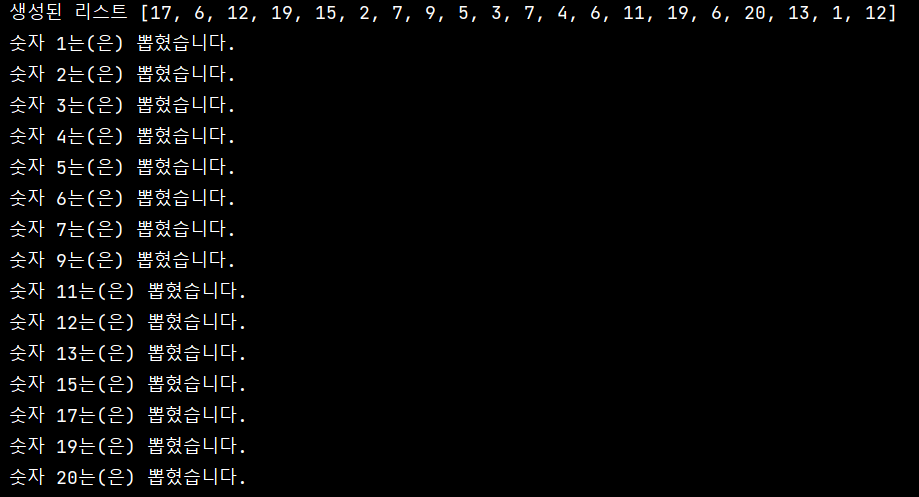 생성된 리스트 [17, 6, 12, 19, 15, 2, 7, 9, 5, 3, 7, 4, 6, 11, 19, 6, 20, 13, 1, 12]
숫자 1는(은) 뽑혔습니다.
숫자 2는(은) 뽑혔습니다.
숫자 3는(은) 뽑혔습니다.
숫자 4는(은) 뽑혔습니다.
숫자 5는(은) 뽑혔습니다.
숫자 6는(은) 뽑혔습니다.
숫자 7는(은) 뽑혔습니다.
숫자 9는(은) 뽑혔습니다.
숫자 11는(은) 뽑혔습니다.
숫자 12는(은) 뽑혔습니다.
숫자 13는(은) 뽑혔습니다.
숫자 15는(은) 뽑혔습니다.
숫자 17는(은) 뽑혔습니다.
숫자 19는(은) 뽑혔습니다.
숫자 20는(은) 뽑혔습니다.